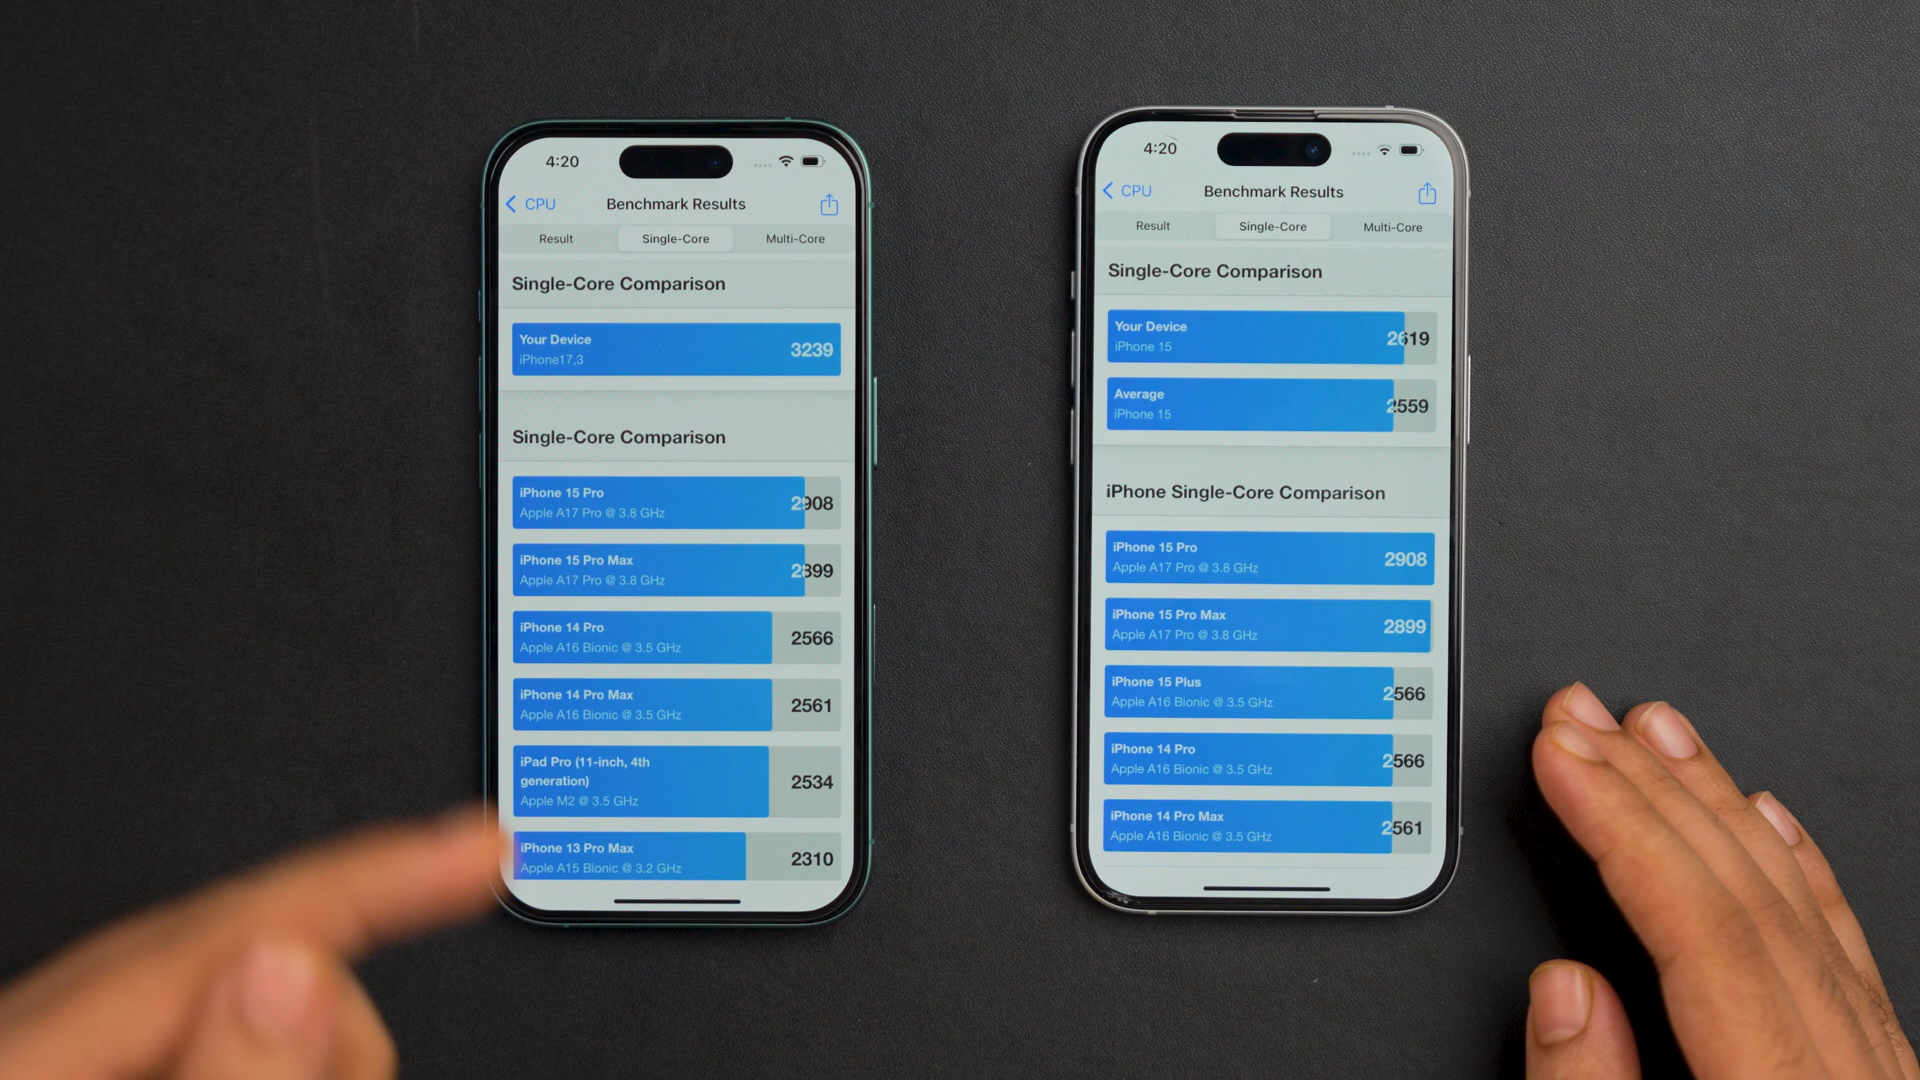 4:20
CPU
Benchmark Results
Result
Single-Core
Multi-Core
Single-Core Comparison
Your Device
iPhone17,3
3239
Single-Core Comparison
iPhone 15 Pro
Apple A17 Pro @ 3.8 GHz
2908
iPhone 15 Pro Max
Apple A17 Pro @ 3.8 GHz
2899
iPhone 14 Pro
Apple A16 Bionic @ 3.5 GHz
2566
iPhone 14 Pro Max
Apple A16 Bionic @ 3.5 GHz
2561
iPad Pro (11-inch, 4th
generation)
Apple M2 @ 3.5 GHz
2534
iPhone 13 Pro Max
Apple A15 Bionic @ 3.2 GHz
2310
4:20
CPU
Benchmark Results
Result
Single-Core
Multi-Core
Single-Core Comparison
Your Device
iPhone 15
2619
Average
iPhone 15
2559
iPhone Single-Core Comparison
iPhone 15 Pro
Apple A17 Pro @ 3.8 GHz
2908
iPhone 15 Pro Max
Apple A17 Pro @ 3.8 GHz
2899
iPhone 15 Plus
Apple A16 Bionic @ 3.5 GHz
2566
iPhone 14 Pro
Apple A16 Bionic @ 3.5 GHz
2566
iPhone 14 Pro Max
Apple A16 Bionic @ 3.5 GHz
2561